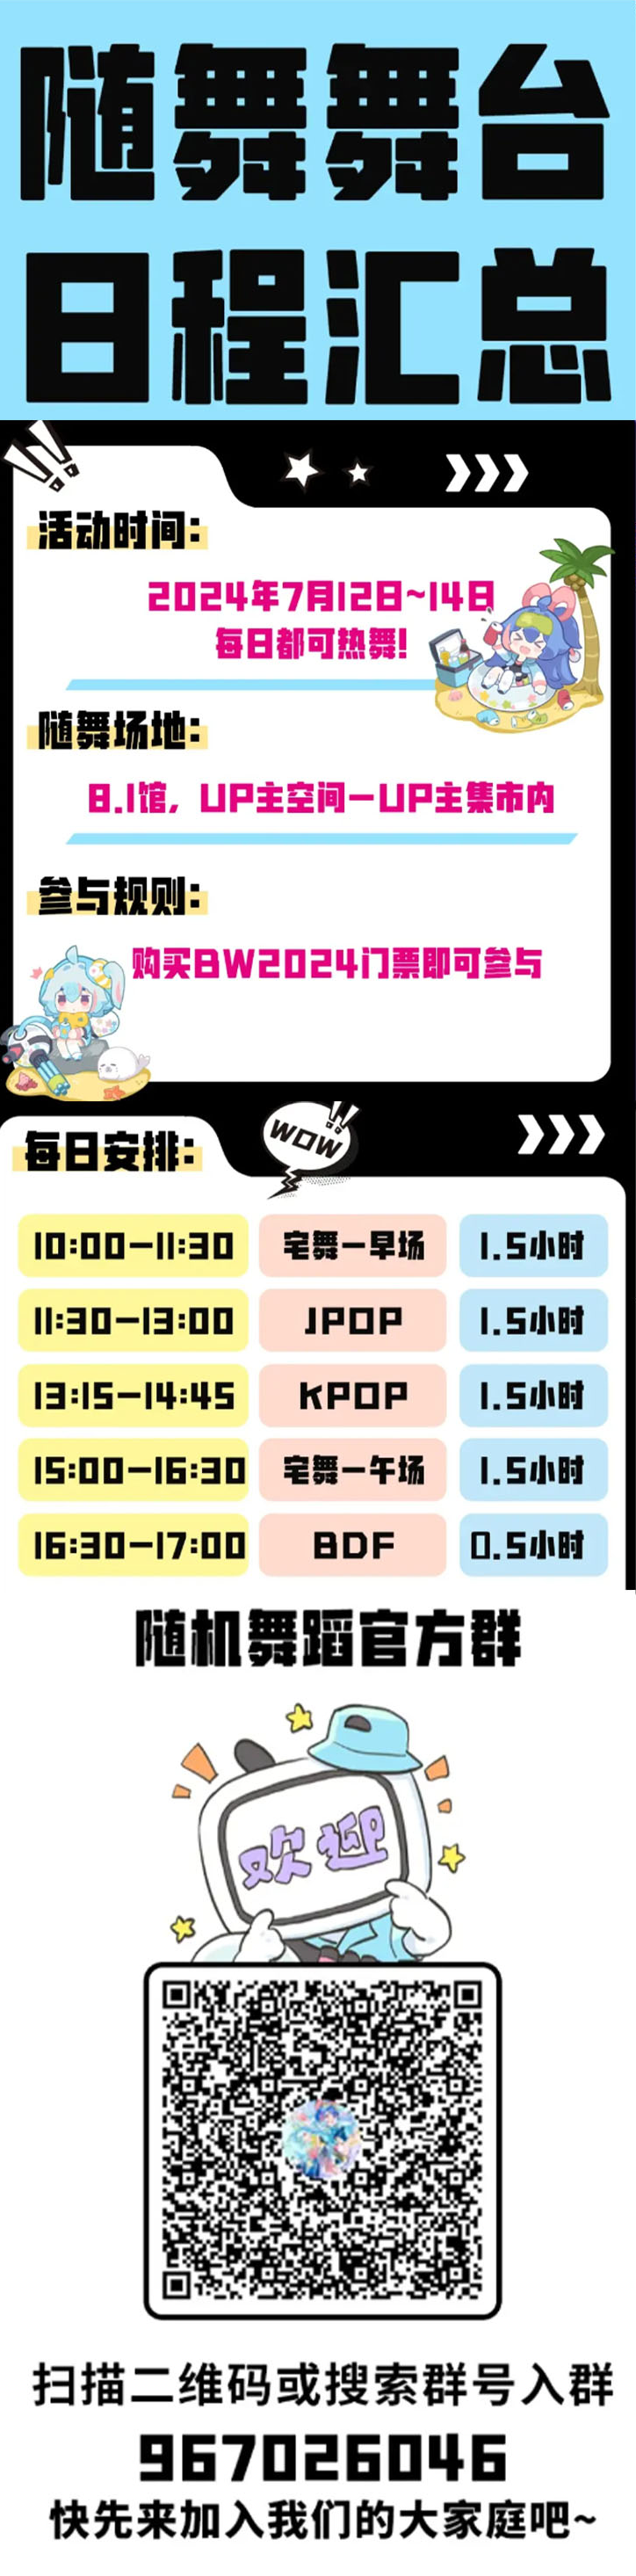 随舞舞台
日程汇总
活动时间：
2024年7月12日~14日
每日都可热舞！
随舞场地：
8.1馆，UP主空间—UP主集市内
参与规则：
购买BW2024门票即可参与
每日安排：
WOW!!
10:00—11:30 宅舞—早场 1.5小时
11:30—13:00 JPOP 1.5小时
13:15—14:45 KPOP 1.5小时
15:00—16:30 宅舞—午场 1.5小时
16:30—17:00 BDF 0.5小时
随机舞蹈官方群
欢迎
扫描二维码或搜索群号入群
967026046
快先来加入我们的大家庭吧~